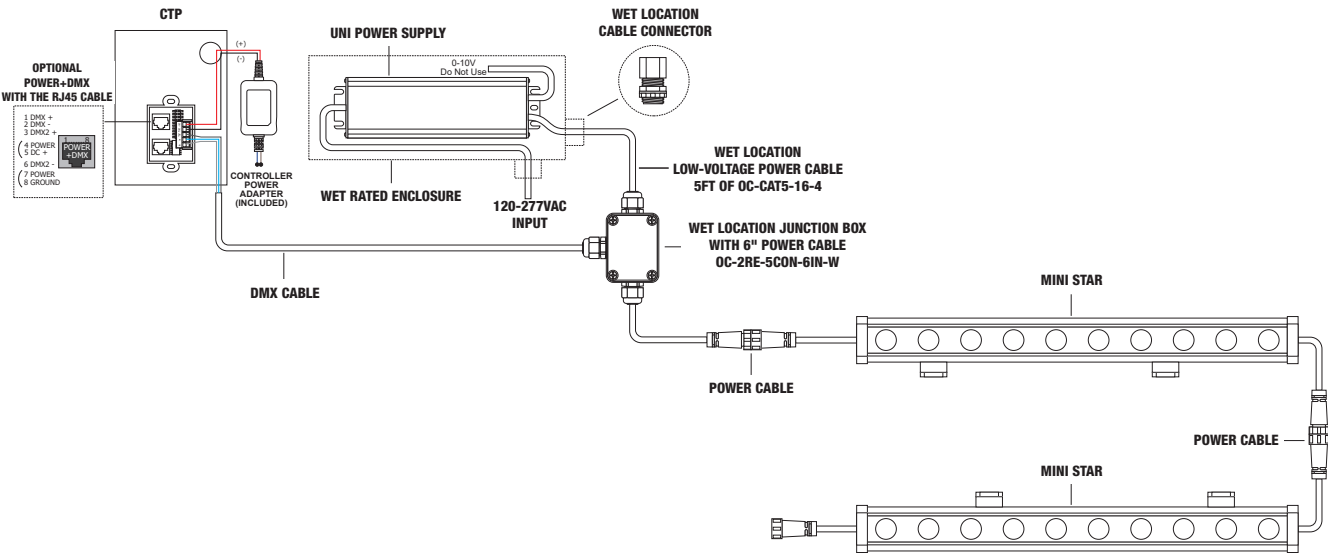 CTP
OPTIONAL
POWER+DMX
WITH THE RJ45 CABLE
1 DMX +
2 DMX -
3 DMX2 +
4 POWER
5 DC +
6 DMX2 -
7 POWER
8 GROUND
1 8
POWER
+DMX
(+)
(-)
CONTROLLER
POWER
ADAPTER
(INCLUDED)
UNI POWER SUPPLY
0-10V
Do Not Use
WET RATED ENCLOSURE
120-277VAC
INPUT
WET LOCATION
CABLE CONNECTOR
WET LOCATION
LOW-VOLTAGE POWER CABLE
5FT OF OC-CAT5-16-4
WET LOCATION JUNCTION BOX
WITH 6" POWER CABLE
OC-2RE-5CON-6IN-W
DMX CABLE
MINI STAR
POWER CABLE
POWER CABLE
MINI STAR